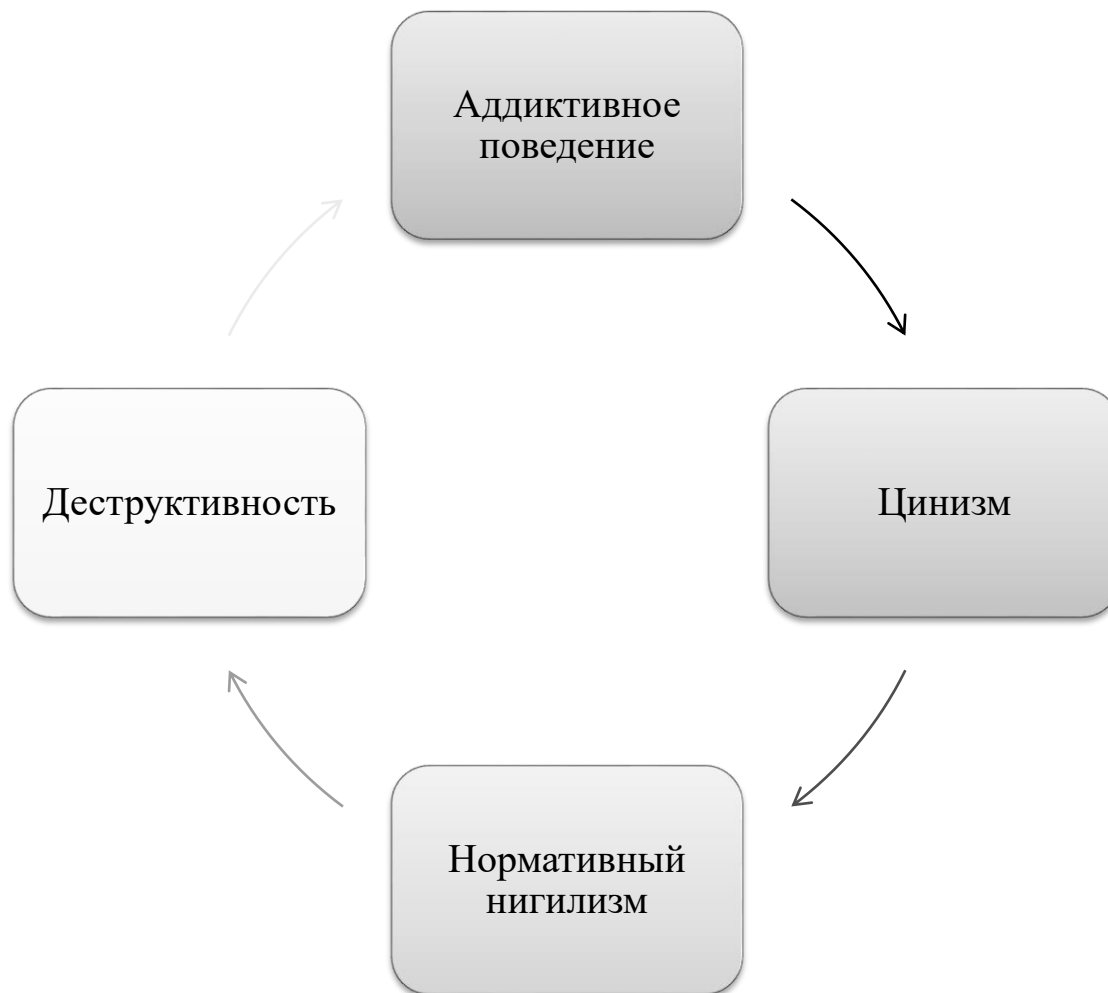 Аддиктивное
поведение
Деструктивность
Цинизм
Нормативный
нигилизм